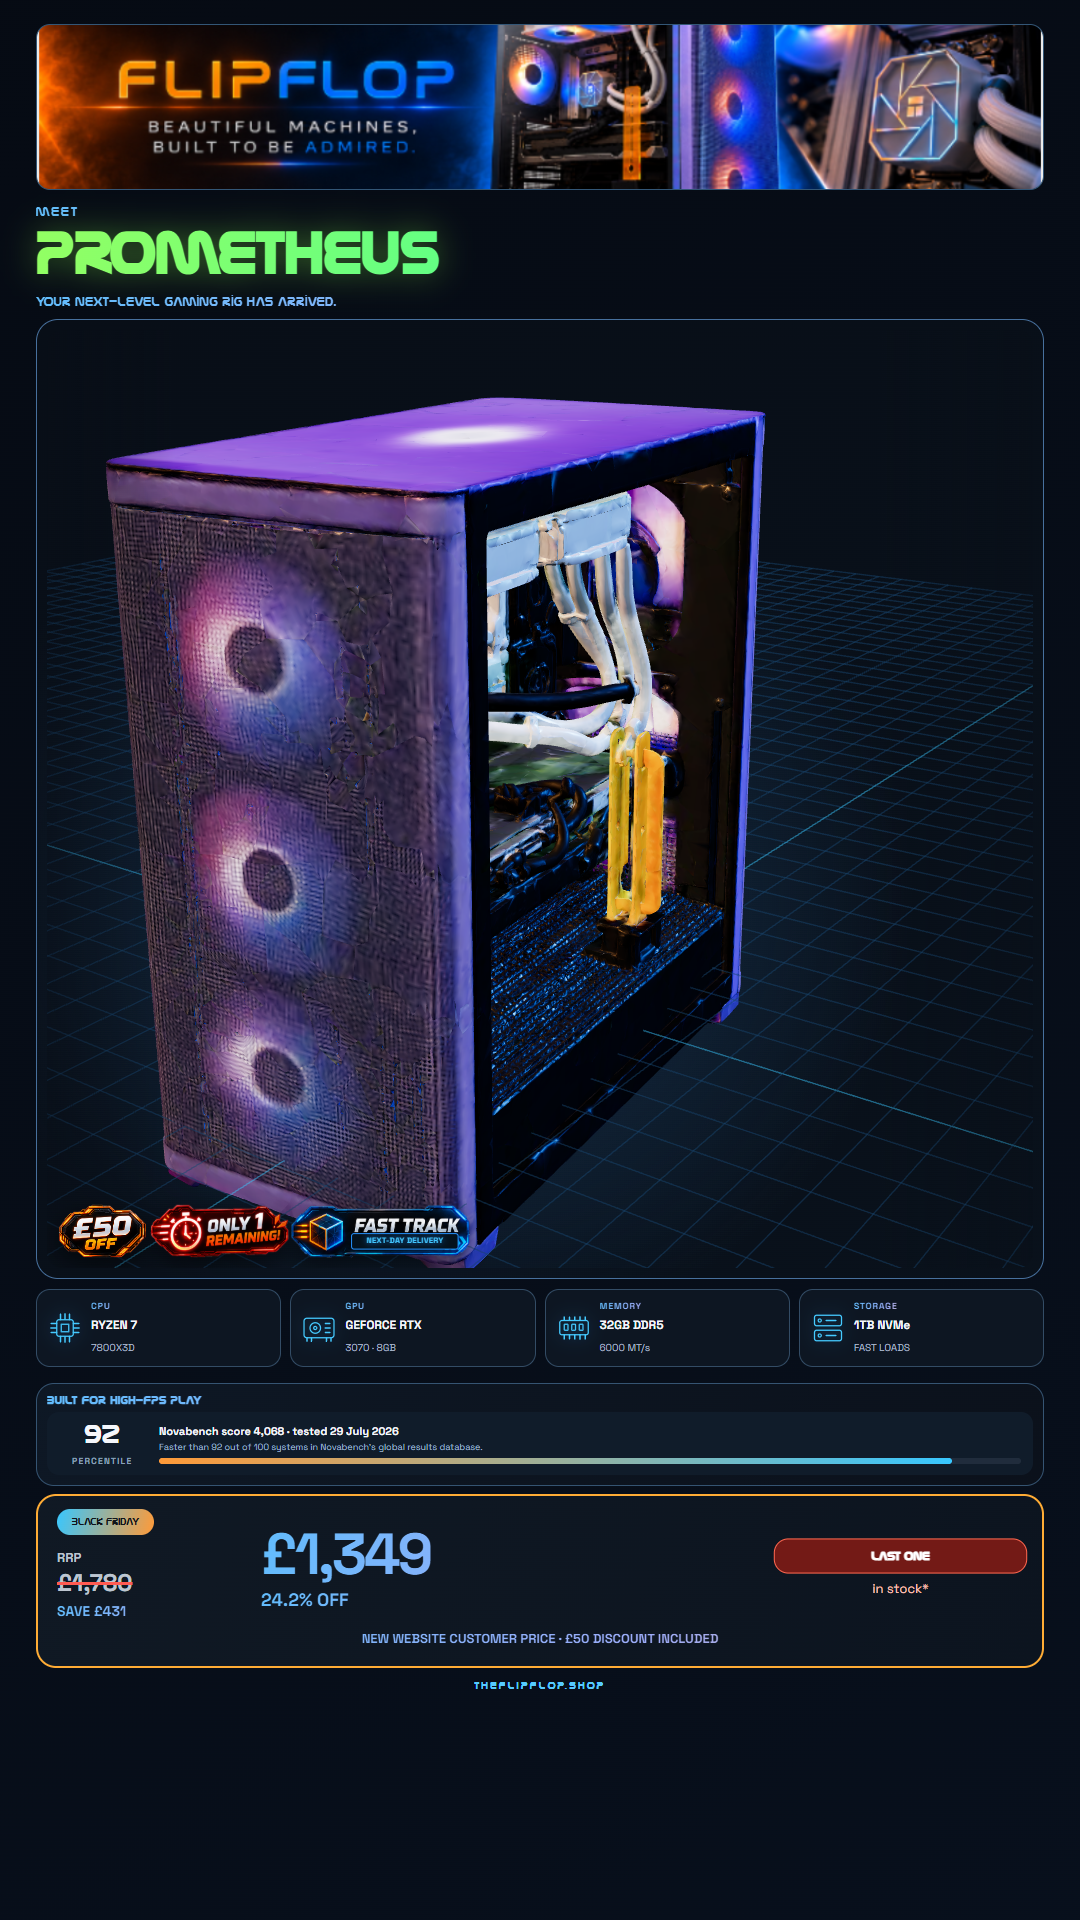 FLIPFLOP
BEAUTIFUL MACHINES,
BUILT TO BE ADMIRED.
MEET
PROMETHEUS
YOUR NEXT-LEVEL GAMING RIG HAS ARRIVED.
£50 OFF
ONLY 1 REMAINING!
FAST TRACK
NEXT-DAY DELIVERY
CPU
RYZEN 7
7800X3D
GPU
GEFORCE RTX
3070 · 8GB
MEMORY
32GB DDR5
6000 MT/s
STORAGE
1TB NVMe
FAST LOADS
BUILT FOR HIGH-FPS PLAY
92
PERCENTILE
Novabench score 4,068 · tested 29 July 2026
Faster than 92 out of 100 systems in Novabench's global results database.
BLACK FRIDAY
RRP
£1,780
SAVE £431
£1,349
24.2% OFF
LAST ONE
in stock*
NEW WEBSITE CUSTOMER PRICE · £50 DISCOUNT INCLUDED
THEFLIPFLOP.SHOP